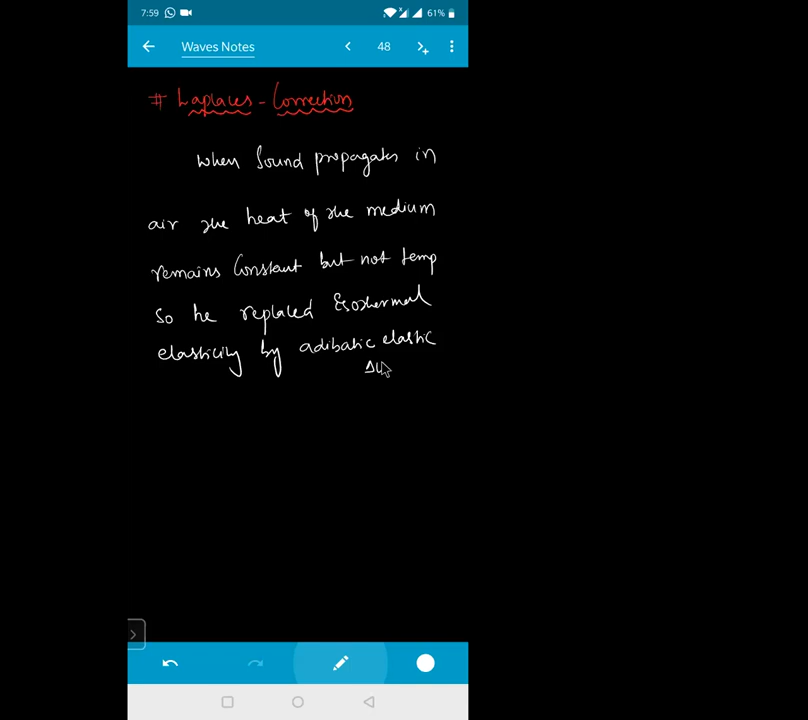 7:59 61%
Waves Notes 48
# Laplaces - Correction
When Sound propagates in
air the heat of the medium
remains Constant but not temp
So he replaced Esothermal
elasticity by adibatic elastic